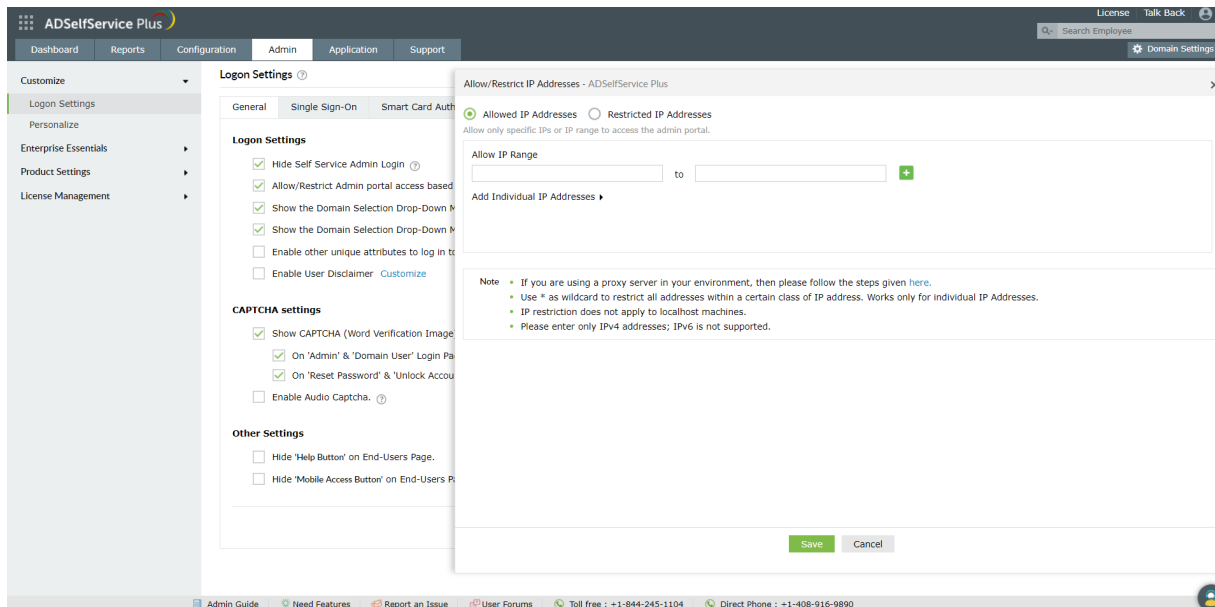 License Talk Back
ADSelfService Plus
Search Employee
Dashboard Reports Configuration Admin Application Support
Domain Settings
Customize
Logon Settings
Personalize
Enterprise Essentials
Product Settings
License Management
Logon Settings ?
General Single Sign-On Smart Card Auth
Logon Settings
Hide Self Service Admin Login ?
Allow/Restrict Admin portal access based
Show the Domain Selection Drop-Down M
Show the Domain Selection Drop-Down M
Enable other unique attributes to log in to
Enable User Disclaimer Customize
CAPTCHA settings
Show CAPTCHA (Word Verification Image
On 'Admin' & 'Domain User' Login Pa
On 'Reset Password' & 'Unlock Accou
Enable Audio Captcha. ?
Other Settings
Hide 'Help Button' on End-Users Page.
Hide 'Mobile Access Button' on End-Users P
Allow/Restrict IP Addresses - ADSelfService Plus
Allowed IP Addresses Restricted IP Addresses
Allow only specific IPs or IP range to access the admin portal.
Allow IP Range
to
Add Individual IP Addresses
Note • If you are using a proxy server in your environment, then please follow the steps given here.
• Use * as wildcard to restrict all addresses within a certain class of IP address. Works only for individual IP Addresses.
• IP restriction does not apply to localhost machines.
• Please enter only IPv4 addresses; IPv6 is not supported.
Save Cancel
Admin Guide Need Features Report an Issue User Forums Toll free : +1-844-245-1104 Direct Phone : +1-408-916-9890